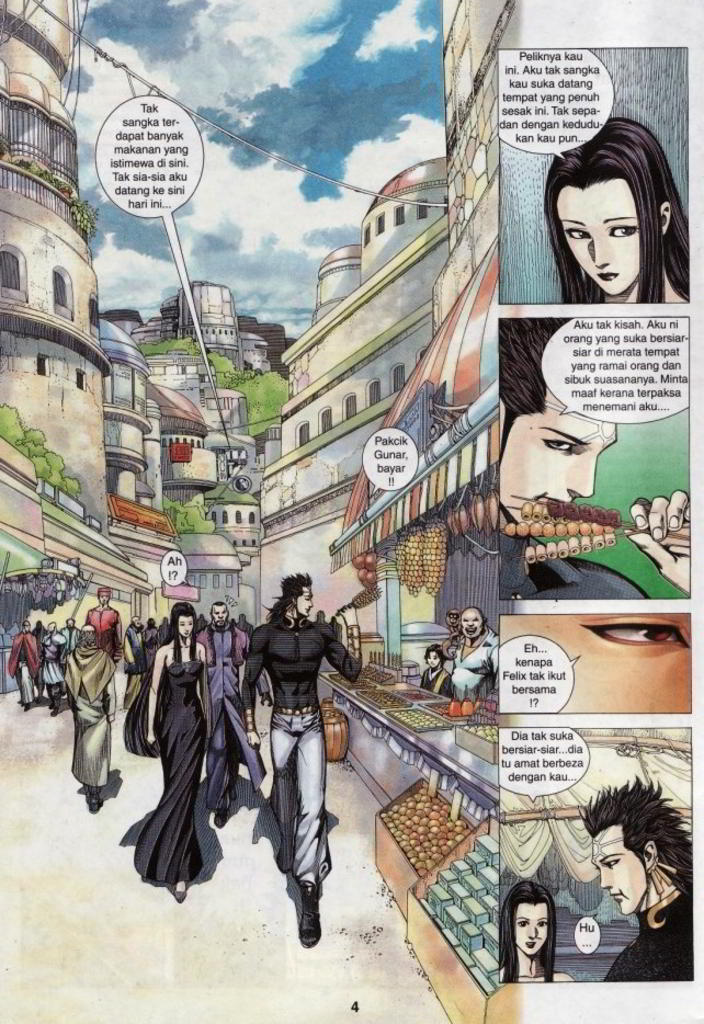 Tak
sangka ter-
dapat banyak
makanan yang
istimewa di sini.
Tak sia-sia aku
datang ke sini
hari ini...
Pakcik
Gunar,
bayar
!!
Ah
!?
Peliknya kau
ini. Aku tak sangka
kau suka datang
tempat yang penuh
sesak ini. Tak sepa-
dan dengan kedudu-
kan kau pun...
Aku tak kisah. Aku ni
orang yang suka bersiar-
siar di merata tempat
yang ramai orang dan
sibuk suasananya. Minta
maaf kerana terpaksa
menemani aku....
Eh...
kenapa
Felix tak ikut
bersama
!?
Dia tak suka
bersiar-siar...dia
tu amat berbeza
dengan kau...
Hu
...
4